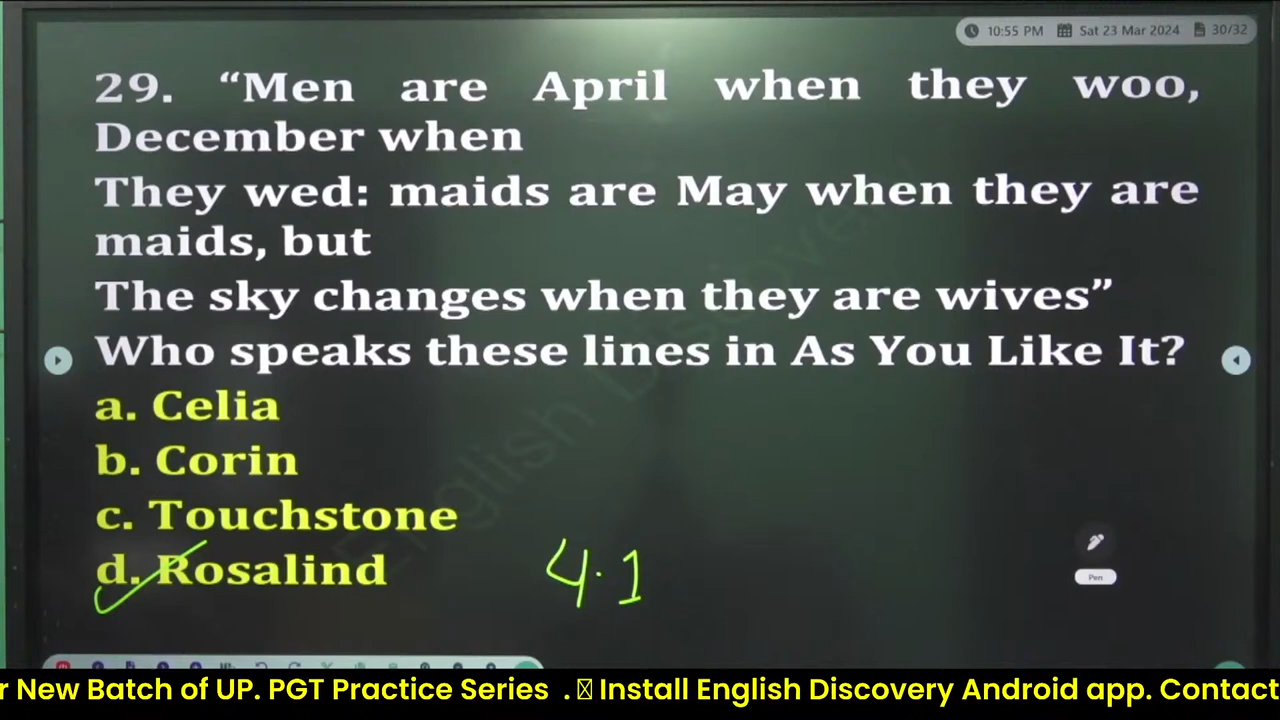 10:55 PM Sat 23 Mar 2024 30/32
29. “Men are April when they woo,
December when
They wed: maids are May when they are
maids, but
The sky changes when they are wives”
Who speaks these lines in As You Like It?
a. Celia
b. Corin
c. Touchstone
d. Rosalind
4.1
Pen
English Discovery
r New Batch of UP. PGT Practice Series . Install English Discovery Android app. Contact